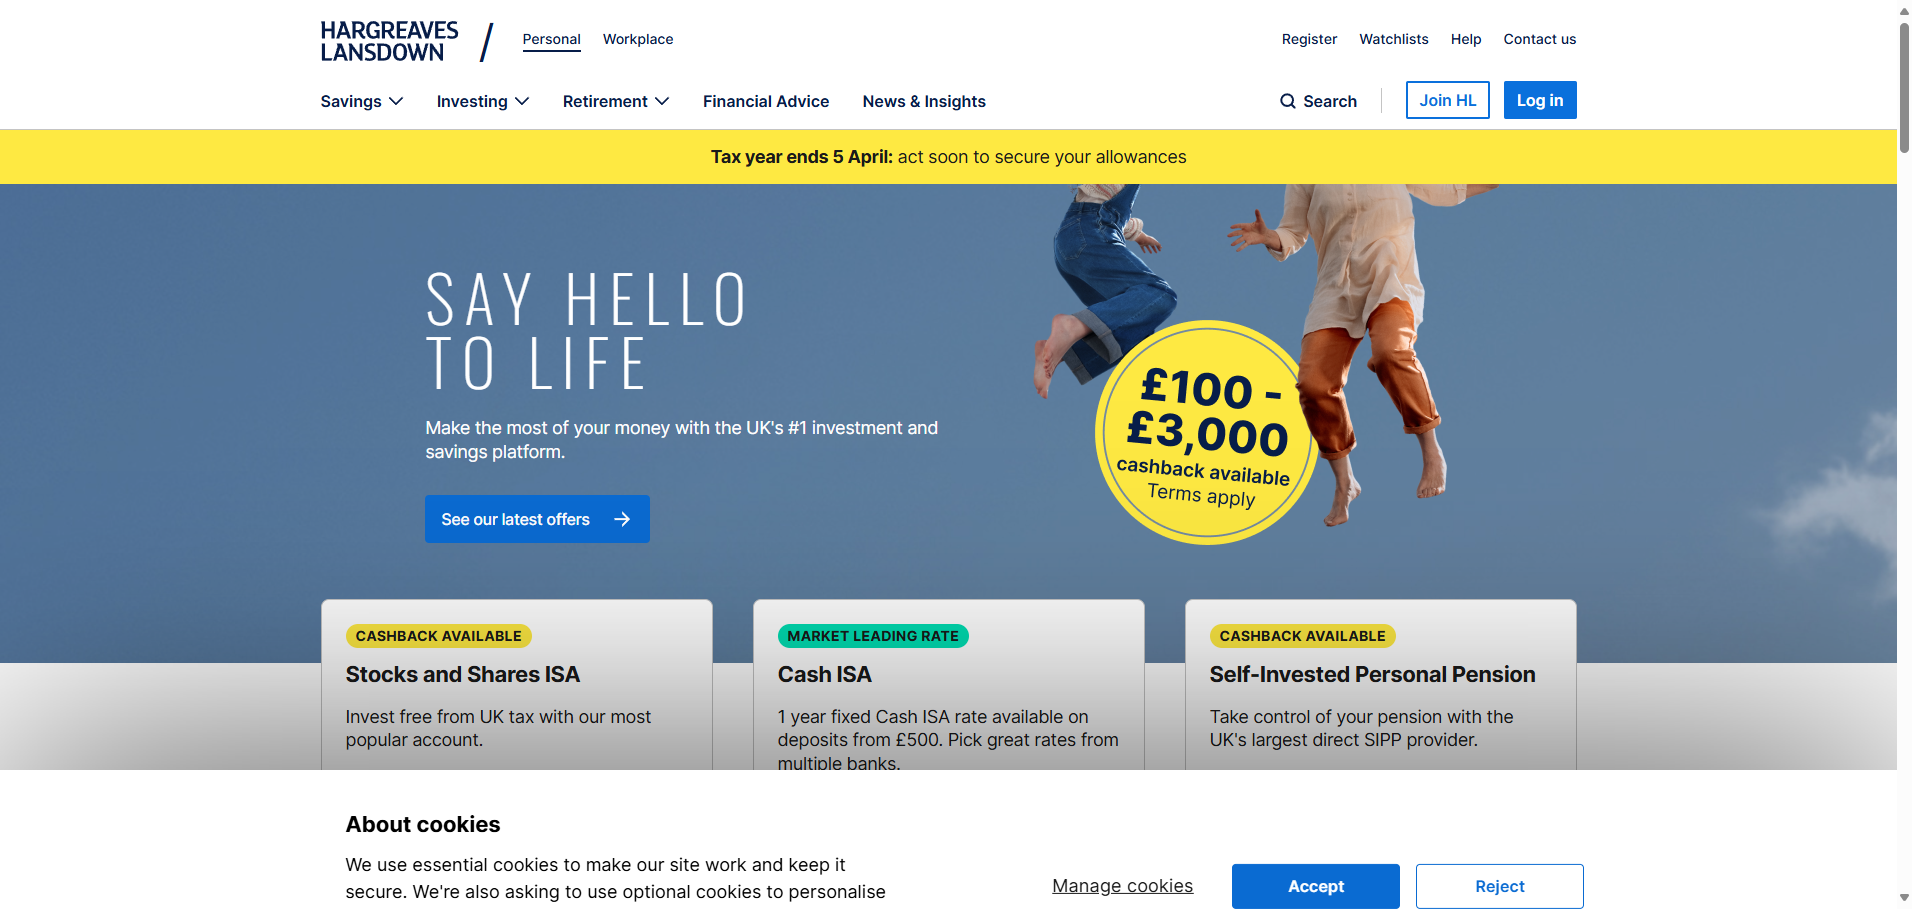 HARGREAVES
LANSDOWN
Personal
Workplace
Register
Watchlists
Help
Contact us
Savings
Investing
Retirement
Financial Advice
News & Insights
Search
Join HL
Log in
Tax year ends 5 April: act soon to secure your allowances
SAY HELLO
TO LIFE
Make the most of your money with the UK's #1 investment and
savings platform.
See our latest offers
£100 -
£3,000
cashback available
Terms apply
CASHBACK AVAILABLE
Stocks and Shares ISA
Invest free from UK tax with our most
popular account.
MARKET LEADING RATE
Cash ISA
1 year fixed Cash ISA rate available on
deposits from £500. Pick great rates from
multiple banks.
CASHBACK AVAILABLE
Self-Invested Personal Pension
Take control of your pension with the
UK's largest direct SIPP provider.
About cookies
We use essential cookies to make our site work and keep it
secure. We're also asking to use optional cookies to personalise
Manage cookies
Accept
Reject